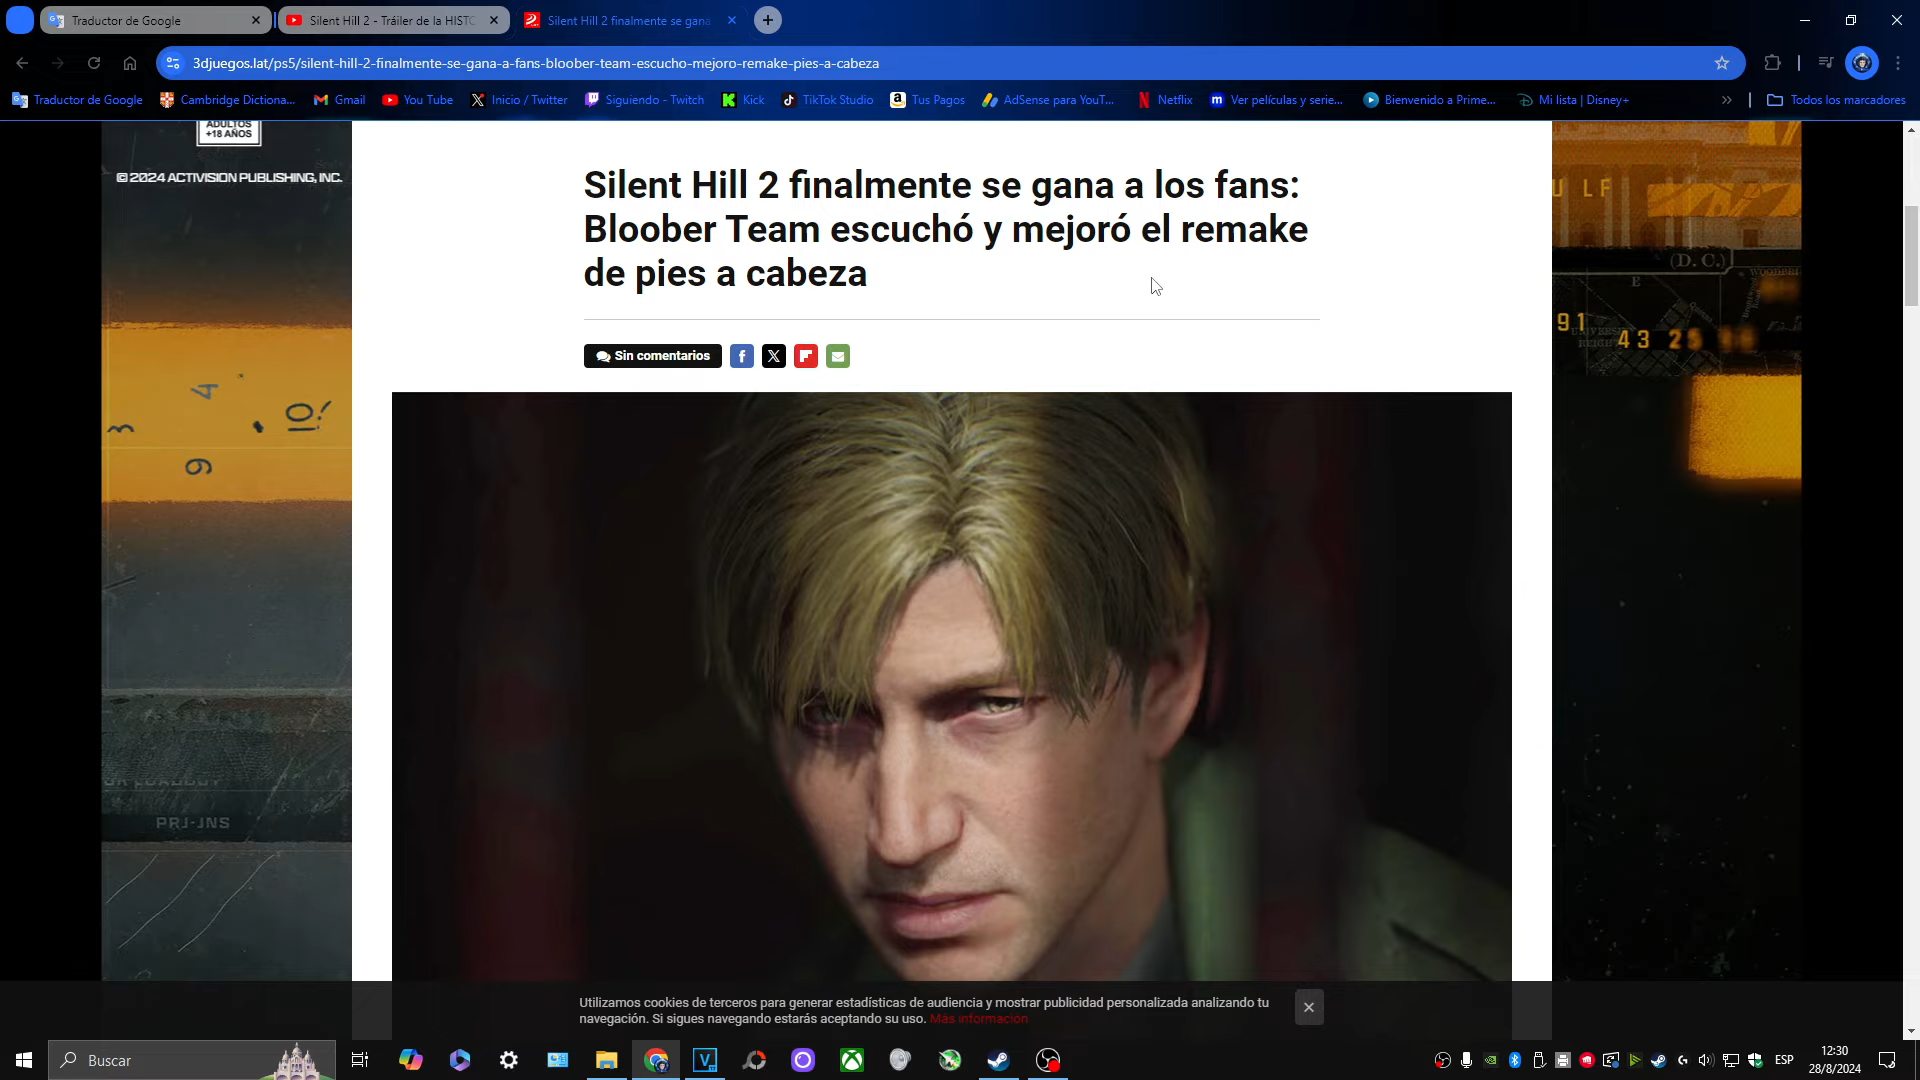 Traductor de Google
Silent Hill 2 - Tráiler de la HISTO
Silent Hill 2 finalmente se gana
3djuegos.lat/ps5/silent-hill-2-finalmente-se-gana-a-fans-bloober-team-escucho-mejoro-remake-pies-a-cabeza
Traductor de Google
Cambridge Dictiona...
Gmail
You Tube
Inicio / Twitter
Siguiendo - Twitch
Kick
TikTok Studio
Tus Pagos
AdSense para YouT...
Netflix
Ver películas y serie...
Bienvenido a Prime...
Mi lista | Disney+
Todos los marcadores
ADULTOS
+18 AÑOS
© 2024 ACTIVISION PUBLISHING, INC.
Silent Hill 2 finalmente se gana a los fans:
Bloober Team escuchó y mejoró el remake
de pies a cabeza
Sin comentarios
U L F
(D. C.)
E
91
43 25
10!
4
6
PRJ-JNS
Utilizamos cookies de terceros para generar estadísticas de audiencia y mostrar publicidad personalizada analizando tu
navegación. Si sigues navegando estarás aceptando su uso. Más información
Buscar
ESP
12:30
28/8/2024